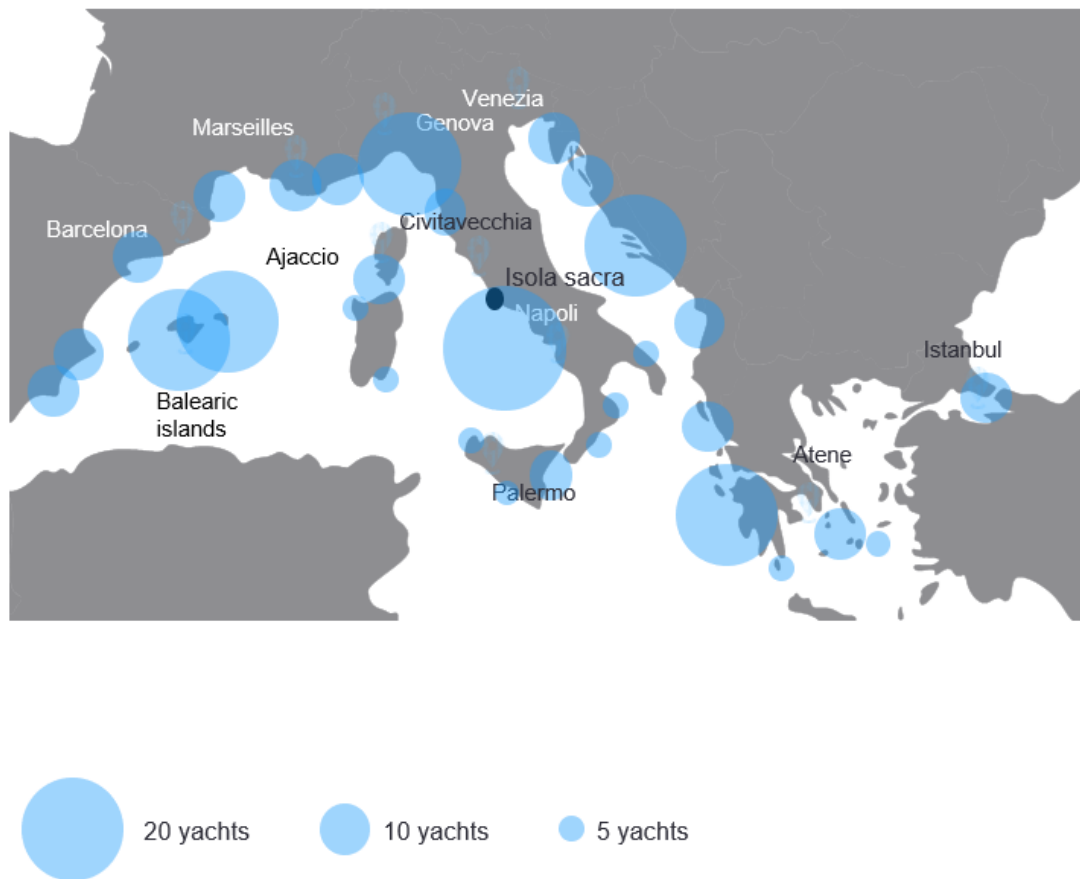 Venezia
Marseilles
Genova
Barcelona
Civitavecchia
Ajaccio
Isola sacra
Napoli
Istanbul
Balearic
islands
Atene
Palermo
20 yachts
10 yachts
5 yachts